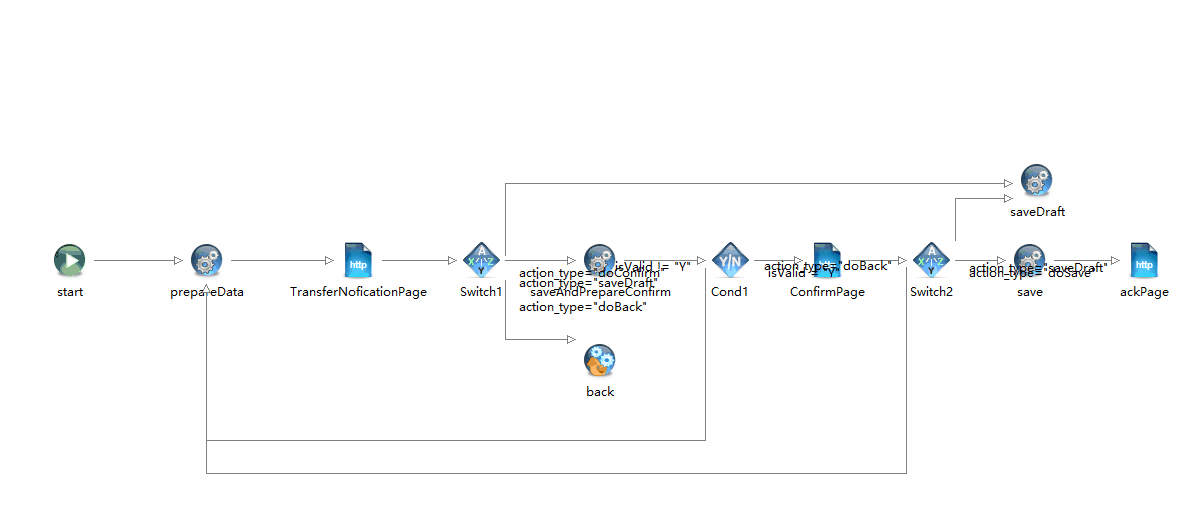 saveDraft
isValid != "Y"
action_type="doBack"
action_type="saveDraft"
action_type="doConfirm"
isValid = "Y"
action_type="doSave"
action_type="saveDraft"
start
prepareData
TransferNoficationPage
Switch1
saveAndPrepareConfirm
Cond1
ConfirmPage
Switch2
save
ackPage
action_type="doBack"
back
http
http
http
A
X
Z
Y
Y/N
A
X
Z
Y